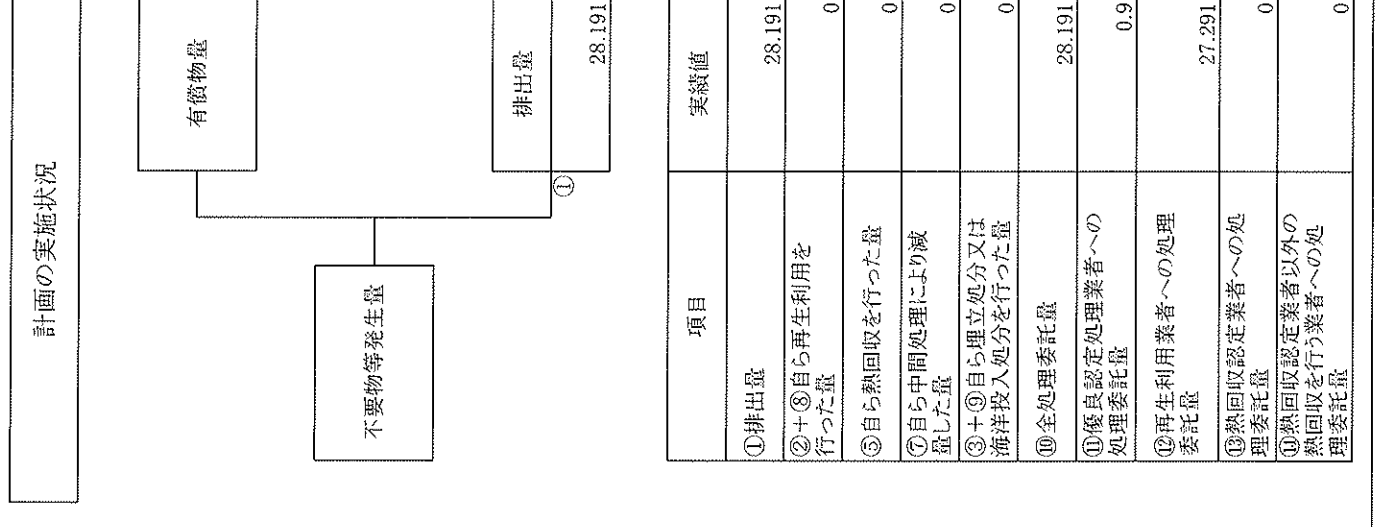 計画の実施状況
有償物量
不要物等発生量
①
排出量
28.191
項目
実績値
①排出量
28.191
②+⑧自ら再生利用を
行った量
0
⑤自ら熱回収を行った量
0
⑦自ら中間処理により減
量した量
0
③+⑨自ら埋立処分又は
海洋投入処分を行った量
0
⑩全処理委託量
28.191
⑪優良認定処理業者への
処理委託量
0.9
⑫再生利用業者への処理
委託量
27.291
⑬熱回収認定業者への処
理委託量
0
⑭熱回収認定業者以外の
熱回収を行う業者への処
理委託量
0